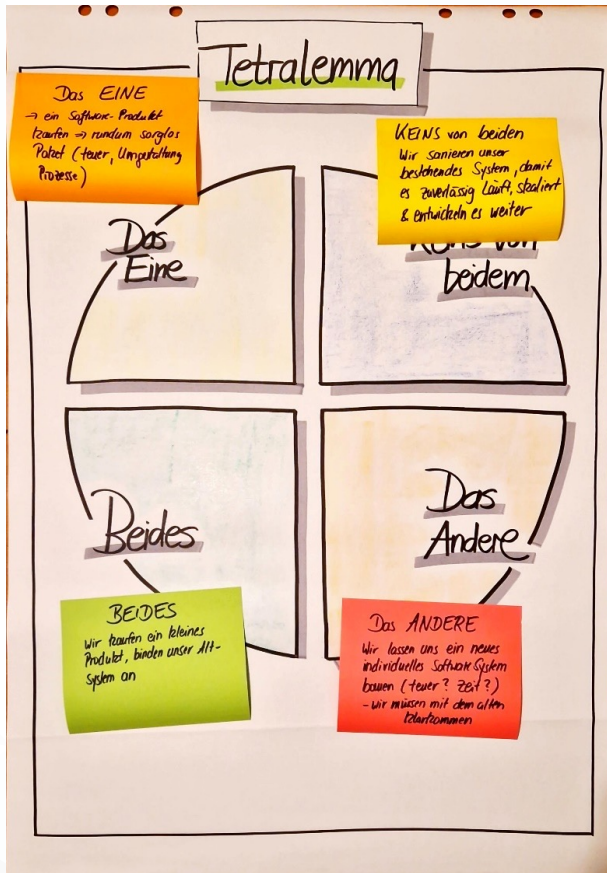 Tetralemma
Das EINE
→ ein Software-Produkt
kaufen ⇒ rundum sorglos
Paket (teuer, Umgestaltung
Prozesse)
KEINS von beiden
Wir sanieren unser
bestehendes System, damit
es zuverlässig läuft, skaliert
& entwickeln es weiter
Das
Eine
Keins von
beidem
Beides
Das
Andere
BEIDES
Wir kaufen ein kleines
Produkt, binden unser Alt-
System an
Das ANDERE
Wir lassen uns ein neues
individuelles Software System
bauen (teuer? Zeit?)
- wir müssen mit dem alten
klarkommen